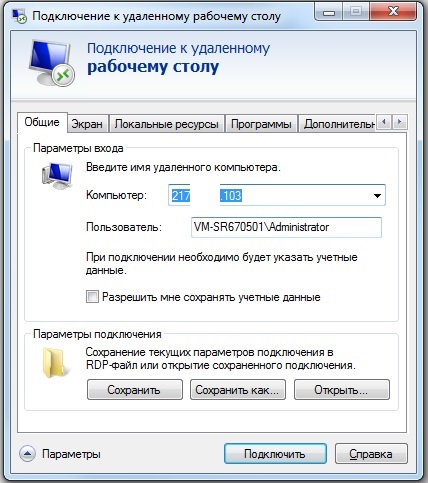 Подключение к удаленному рабочему столу
Подключение к удаленному
рабочему столу
Общие Экран Локальные ресурсы Программы Дополнительн
Параметры входа
Введите имя удаленного компьютера.
Компьютер: 217 .103
Пользователь: VM-SR670501\Administrator
При подключении необходимо будет указать учетные
данные.
Разрешить мне сохранять учетные данные
Параметры подключения
Сохранение текущих параметров подключения в
RDP-файл или открытие сохраненного подключения.
Сохранить Сохранить как... Открыть...
Параметры Подключить Справка